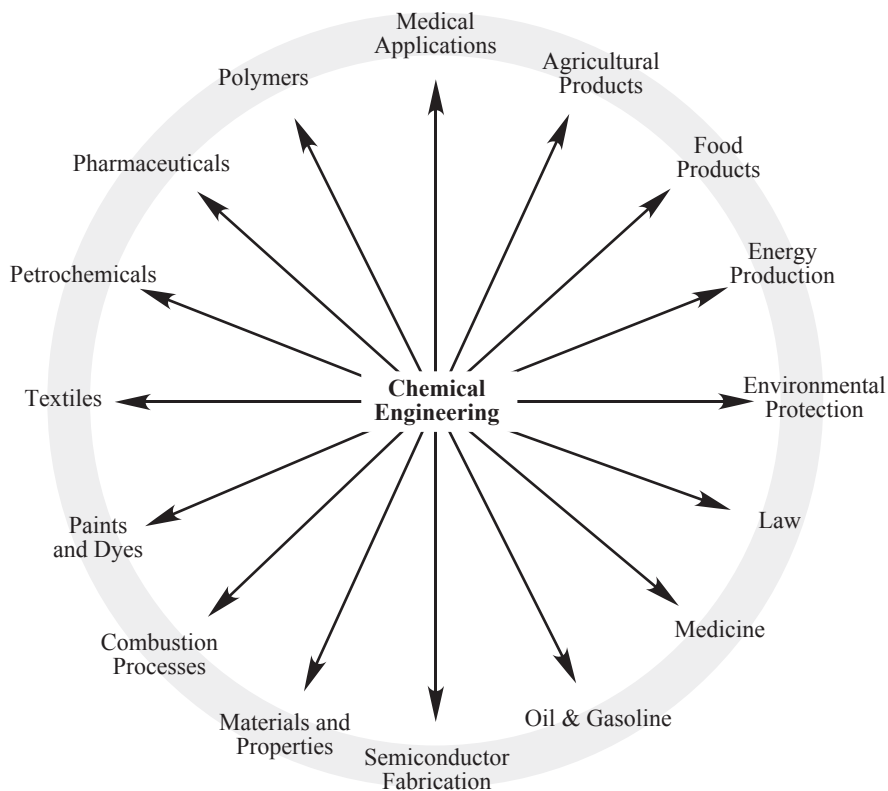 Medical
Applications
Agricultural
Products
Food
Products
Energy
Production
Environmental
Protection
Law
Medicine
Oil & Gasoline
Semiconductor
Fabrication
Materials and
Properties
Combustion
Processes
Paints
and Dyes
Textiles
Petrochemicals
Pharmaceuticals
Polymers
Chemical
Engineering